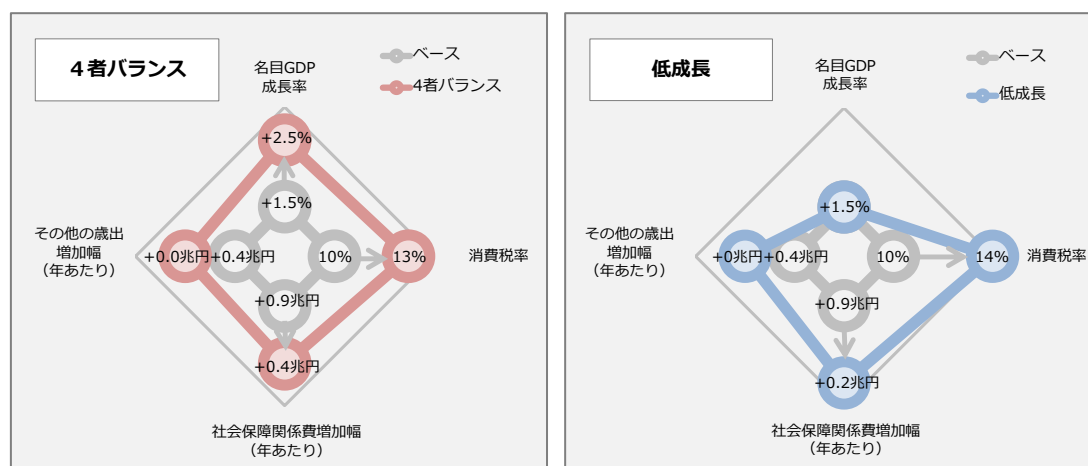 4者バランス
ベース
4者バランス
名目GDP
成長率
+2.5%
+1.5%
その他の歳出
増加幅
（年あたり）
+0.0兆円
+0.4兆円
10%
13%
消費税率
+0.9兆円
+0.4兆円
社会保障関係費増加幅
（年あたり）
低成長
ベース
低成長
名目GDP
成長率
+1.5%
その他の歳出
増加幅
（年あたり）
+0兆円
+0.4兆円
10%
14%
消費税率
+0.9兆円
+0.2兆円
社会保障関係費増加幅
（年あたり）